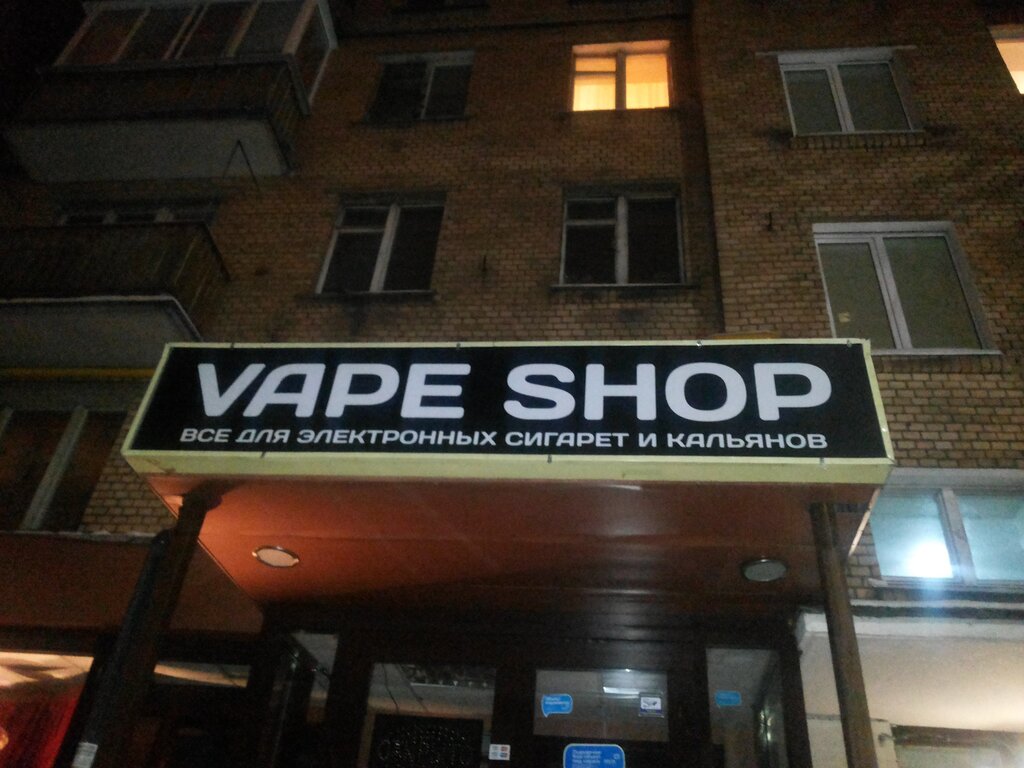 VAPE SHOP
ВСЕ ДЛЯ ЭЛЕКТРОННЫХ СИГАРЕТ И КАЛЬЯНОВ